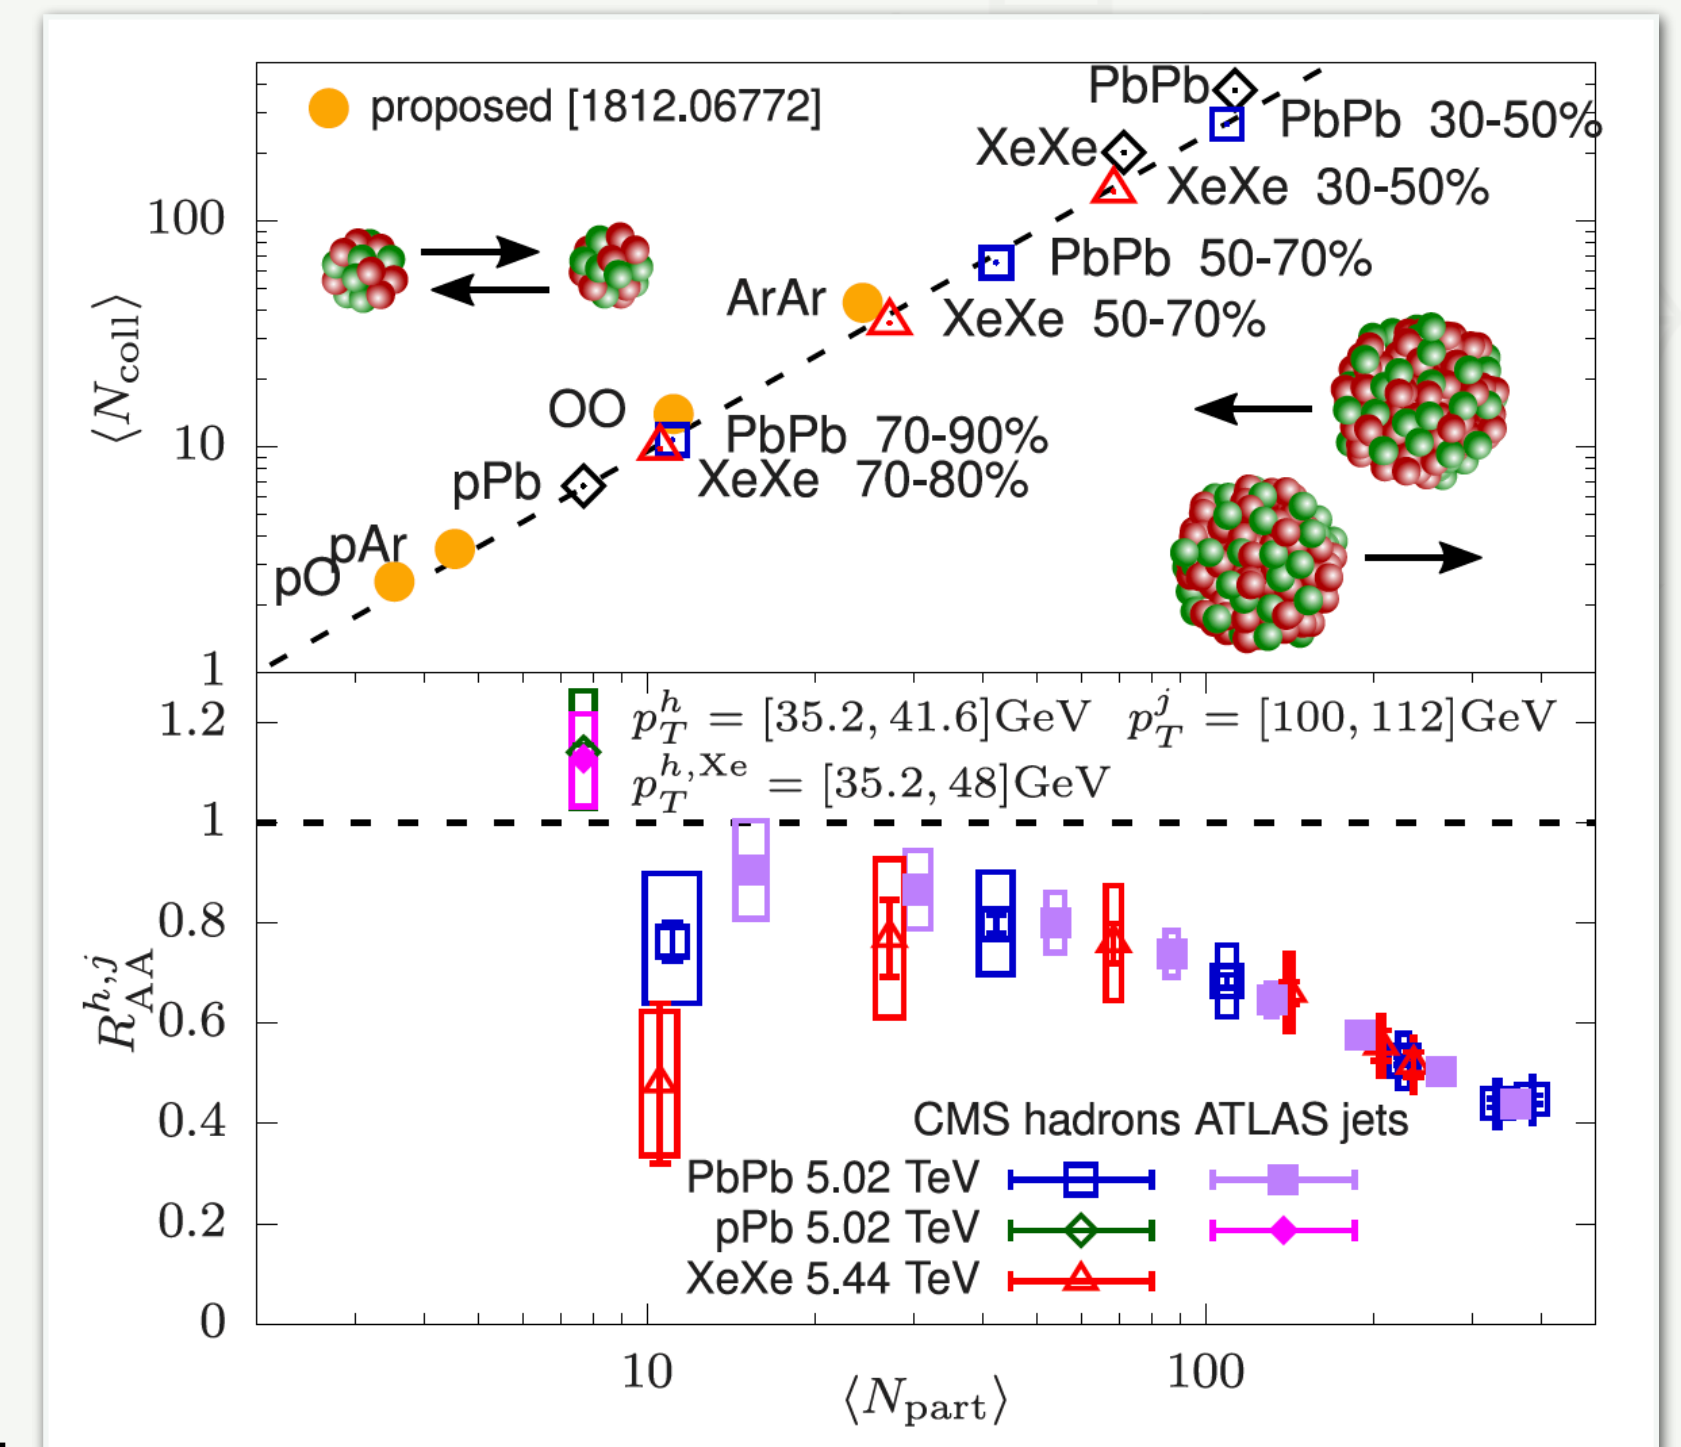 proposed [1812.06772]
PbPb
PbPb 30-50%
XeXe
XeXe 30-50%
100
PbPb 50-70%
ArAr
XeXe 50-70%
⟨N_coll⟩
OO
PbPb 70-90%
10
XeXe 70-80%
pPb
pAr
pO
1
1.2
p_T^h = [35.2, 41.6]GeV p_T^j = [100, 112]GeV
p_T^{h,Xe} = [35.2, 48]GeV
1
0.8
R_AA^{h,j}
0.6
0.4
CMS hadrons ATLAS jets
PbPb 5.02 TeV
0.2
pPb 5.02 TeV
XeXe 5.44 TeV
0
10
100
⟨N_part⟩